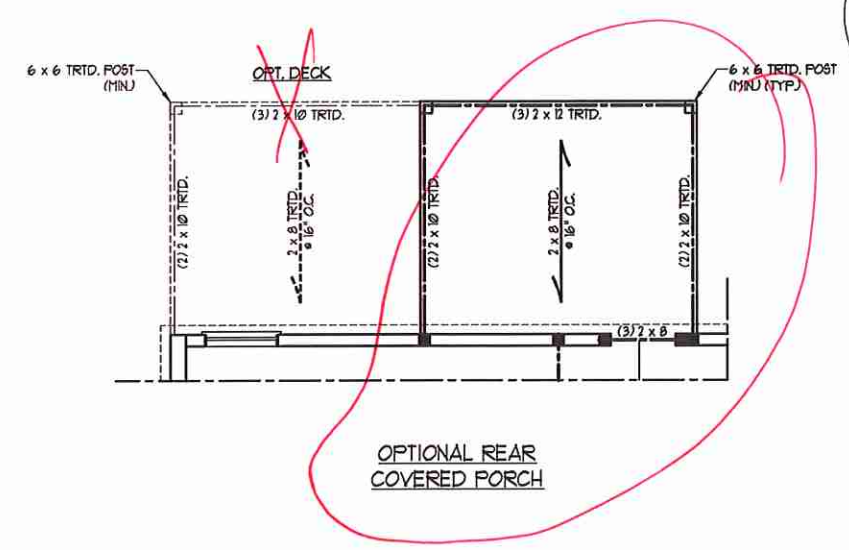 6 x 6 TRTD. POST
(MIN.)
OPT. DECK
6 x 6 TRTD. POST
(MIN.) (TYP.)
(3) 2 x 10 TRTD.
(3) 2 x 12 TRTD.
(2) 2 x 10 TRTD.
2 x 8 TRTD.
@ 16" O.C.
(2) 2 x 10 TRTD.
2 x 8 TRTD.
@ 16" O.C.
(2) 2 x 10 TRTD.
(3) 2 x 8
OPTIONAL REAR
COVERED PORCH